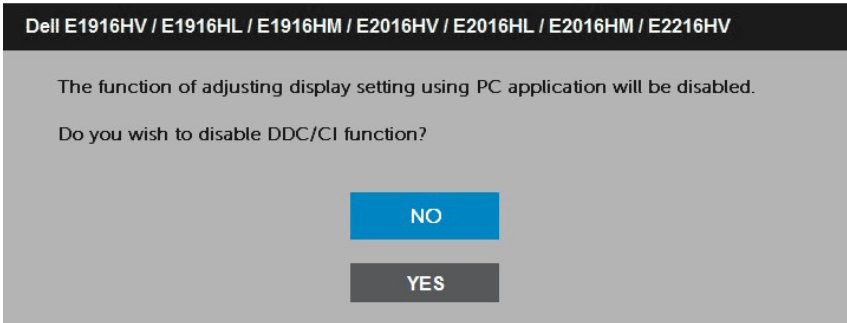 Dell E1916HV / E1916HL / E1916HM / E2016HV / E2016HL / E2016HM / E2216HV
The function of adjusting display setting using PC application will be disabled.
Do you wish to disable DDC/CI function?
NO
YES